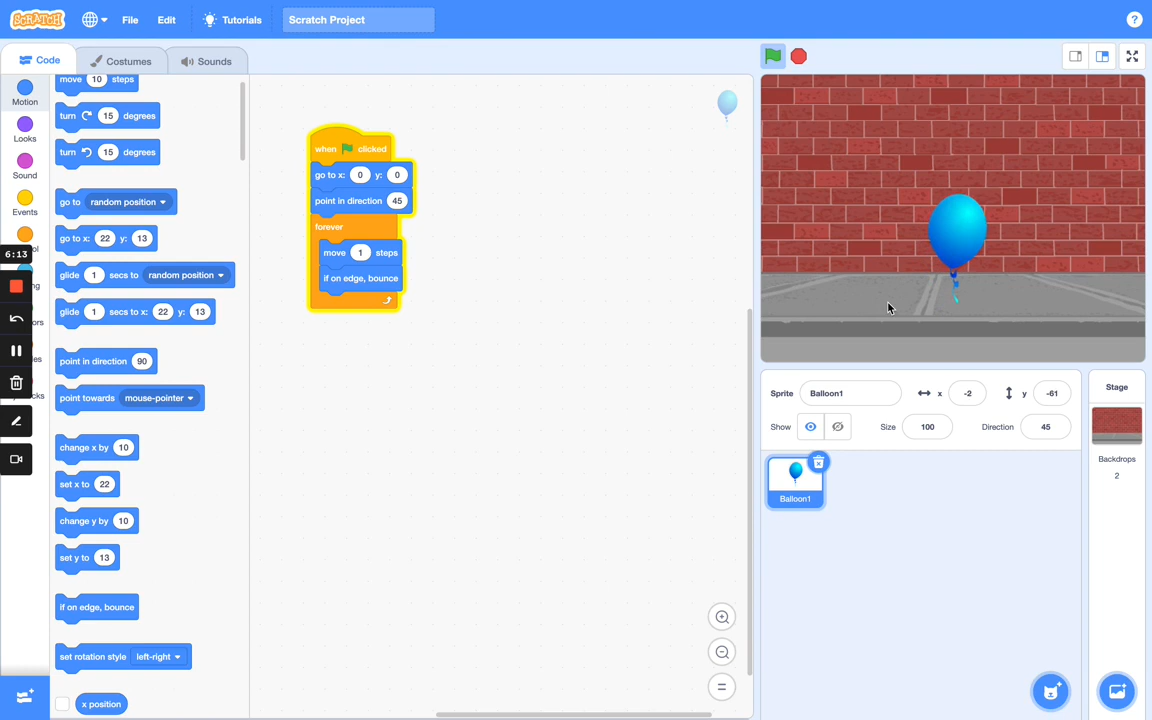 SCRATCH File Edit Tutorials Scratch Project ?
Code Costumes Sounds
Motion
Looks
Sound
Events
6:13
move 10 steps
turn 15 degrees
turn 15 degrees
go to random position
go to x: 22 y: 13
glide 1 secs to random position
glide 1 secs to x: 22 y: 13
point in direction 90
point towards mouse-pointer
change x by 10
set x to 22
change y by 10
set y to 13
if on edge, bounce
set rotation style left-right
x position
when clicked
go to x: 0 y: 0
point in direction 45
forever
move 1 steps
if on edge, bounce
Sprite Balloon1 x -2 y -61
Show Size 100 Direction 45
Balloon1
Stage
Backdrops
2